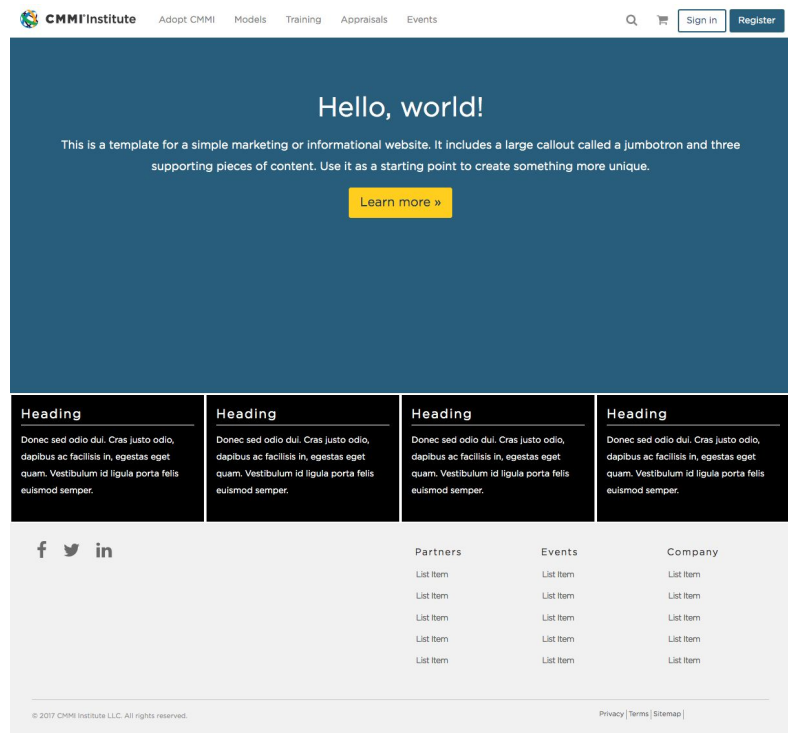 CMMI Institute Adopt CMMI Models Training Appraisals Events Sign in Register
Hello, world!
This is a template for a simple marketing or informational website. It includes a large callout called a jumbotron and three
supporting pieces of content. Use it as a starting point to create something more unique.
Learn more »
Heading
Donec sed odio dui. Cras justo odio,
dapibus ac facilisis in, egestas eget
quam. Vestibulum id ligula porta felis
euismod semper.
Heading
Donec sed odio dui. Cras justo odio,
dapibus ac facilisis in, egestas eget
quam. Vestibulum id ligula porta felis
euismod semper.
Heading
Donec sed odio dui. Cras justo odio,
dapibus ac facilisis in, egestas eget
quam. Vestibulum id ligula porta felis
euismod semper.
Heading
Donec sed odio dui. Cras justo odio,
dapibus ac facilisis in, egestas eget
quam. Vestibulum id ligula porta felis
euismod semper.
Partners
List Item
List Item
List Item
List Item
List Item
Events
List Item
List Item
List Item
List Item
List Item
Company
List Item
List Item
List Item
List Item
List Item
© 2017 CMMI Institute LLC. All rights reserved.
Privacy | Terms | Sitemap |